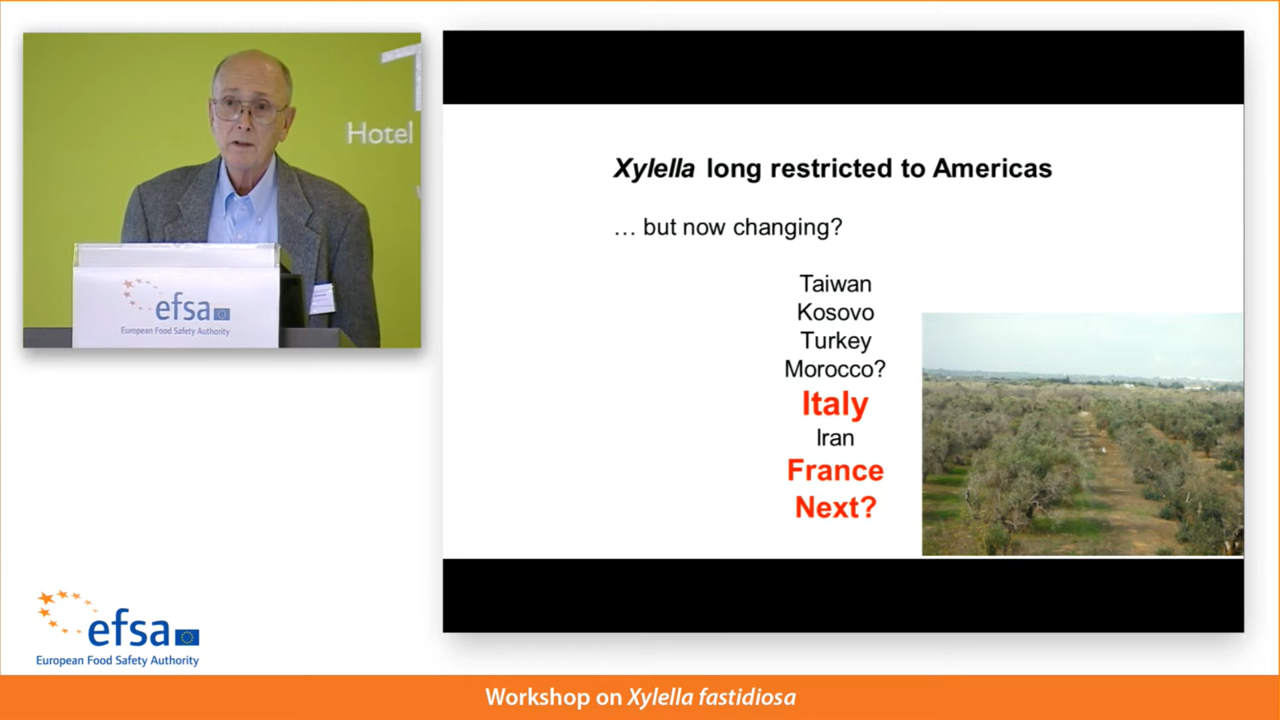 Hotel
efsa
European Food Safety Authority
Xylella long restricted to Americas
… but now changing?
Taiwan
Kosovo
Turkey
Morocco?
Italy
Iran
France
Next?
efsa
European Food Safety Authority
Workshop on Xylella fastidiosa